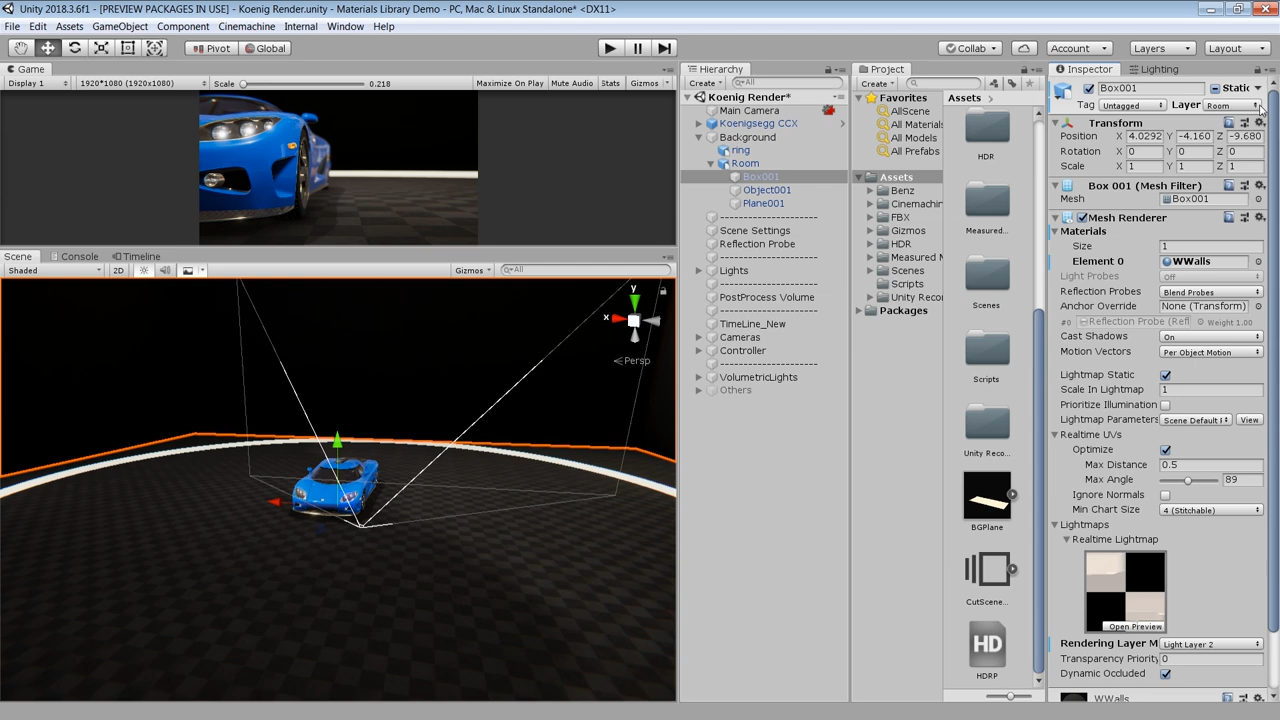 Unity 2018.3.6f1 - [PREVIEW PACKAGES IN USE] - Koenig Render.unity - Materials Library Demo - PC, Mac & Linux Standalone* <DX11>
File Edit Assets GameObject Component Cinemachine Internal Window Help
Pivot Global Collab Account Layers Layout
Game
Display 1 1920*1080 (1920x1080) Scale 0.218 Maximize On Play Mute Audio Stats Gizmos
Scene Console Timeline
Shaded 2D Gizmos All
y
x
Persp
Hierarchy
Create All
Koenig Render*
Main Camera
Koenigsegg CCX
Background
ring
Room
Box001
Object001
Plane001
--------------------
Scene Settings
Reflection Probe
--------------------
Lights
--------------------
PostProcess Volume
--------------------
TimeLine_New
Cameras
Controller
--------------------
VolumetricLights
Others
Project
Create
Favorites
AllScene
All Materials
All Models
All Prefabs
Assets
Benz
Cinemachin
FBX
Gizmos
HDR
Measured M
Scenes
Scripts
Unity Recor
Packages
Assets
HDR
Measured...
Scenes
Scripts
Unity Reco...
BGPlane
CutScene...
HD
HDRP
Inspector Lighting
Box001 Static
Tag Untagged Layer Room
Transform
Position X 4.0292 Y -4.160 Z -9.680
Rotation X 0 Y 0 Z 0
Scale X 1 Y 1 Z 1
Box 001 (Mesh Filter)
Mesh Box001
Mesh Renderer
Materials
Size 1
Element 0 WWalls
Light Probes Off
Reflection Probes Blend Probes
Anchor Override None (Transform)
#0 Reflection Probe (Refl Weight 1.00
Cast Shadows On
Motion Vectors Per Object Motion
Lightmap Static
Scale In Lightmap 1
Prioritize Illumination
Lightmap Parameters Scene Default View
Realtime UVs
Optimize
Max Distance 0.5
Max Angle 89
Ignore Normals
Min Chart Size 4 (Stitchable)
Lightmaps
Realtime Lightmap
Open Preview
Rendering Layer M Light Layer 2
Transparency Priority 0
Dynamic Occluded
WWalls